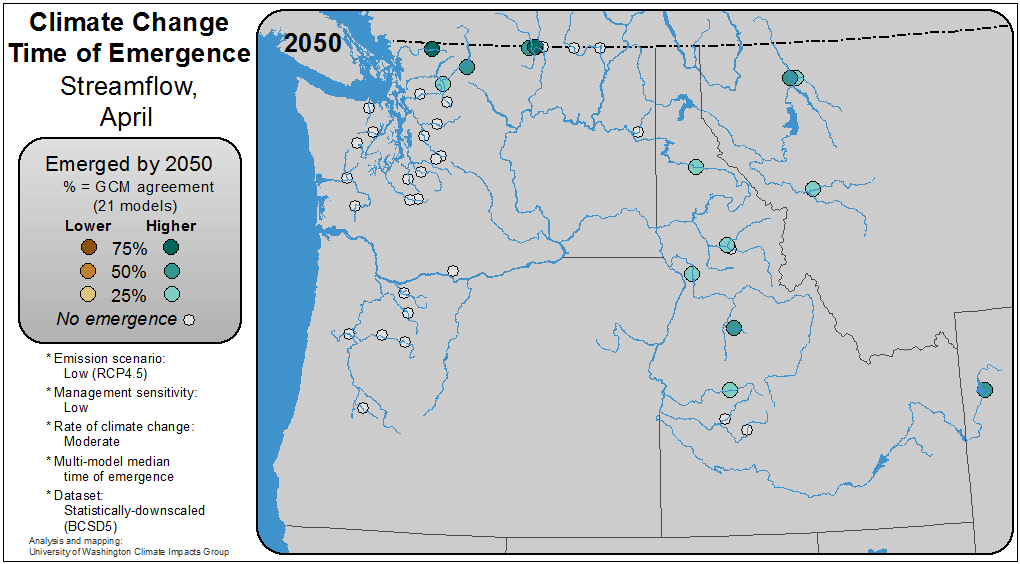 Climate Change
Time of Emergence
Streamflow,
April
2050
Emerged by 2050
% = GCM agreement
(21 models)
Lower Higher
75%
50%
25%
No emergence
* Emission scenario:
Low (RCP4.5)
* Management sensitivity:
Low
* Rate of climate change:
Moderate
* Multi-model median
time of emergence
* Dataset:
Statistically-downscaled
(BCSD5)
Analysis and mapping:
University of Washington Climate Impacts Group